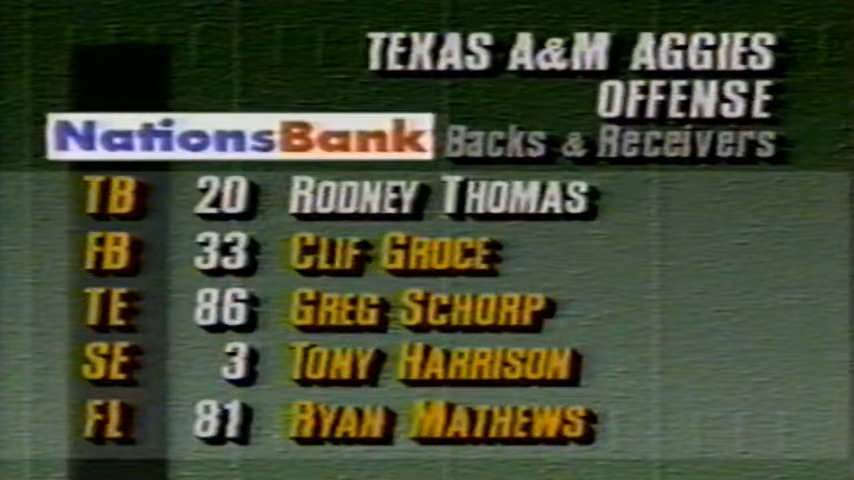 TEXAS A&M AGGIES
OFFENSE
NationsBank Backs & Receivers
TB 20 RODNEY THOMAS
FB 33 CLIF GROCE
TE 86 GREG SCHORP
SE 3 TONY HARRISON
FL 81 RYAN MATHEWS